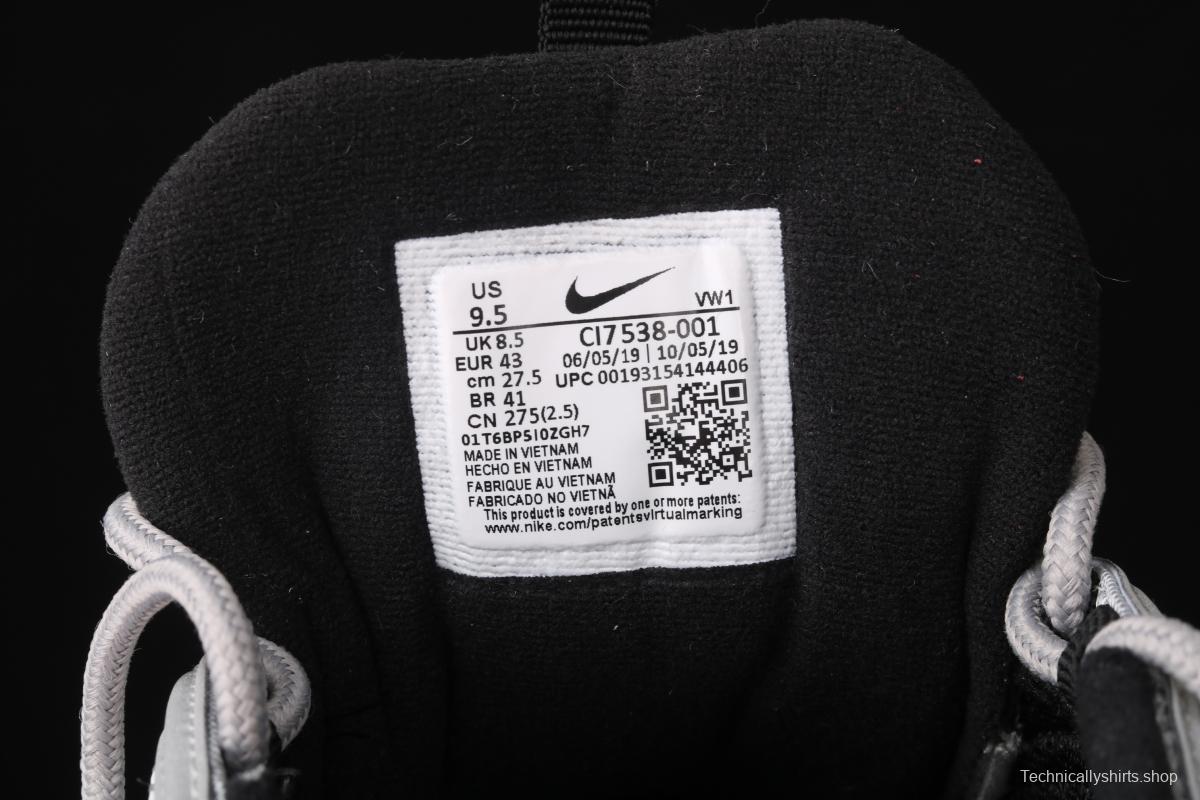 US
9.5
VW1
UK 8.5
CI7538-001
EUR 43
06/05/19 | 10/05/19
cm 27.5
UPC 00193154144406
BR 41
CN 275(2.5)
01T6BPSI0ZGH7
MADE IN VIETNAM
HECHO EN VIETNAM
FABRIQUE AU VIETNAM
FABRICADO NO VIETNÃ
This product is covered by one or more patents:
www.nike.com/patentsvirtualmarking
Technicallyshirts.shop